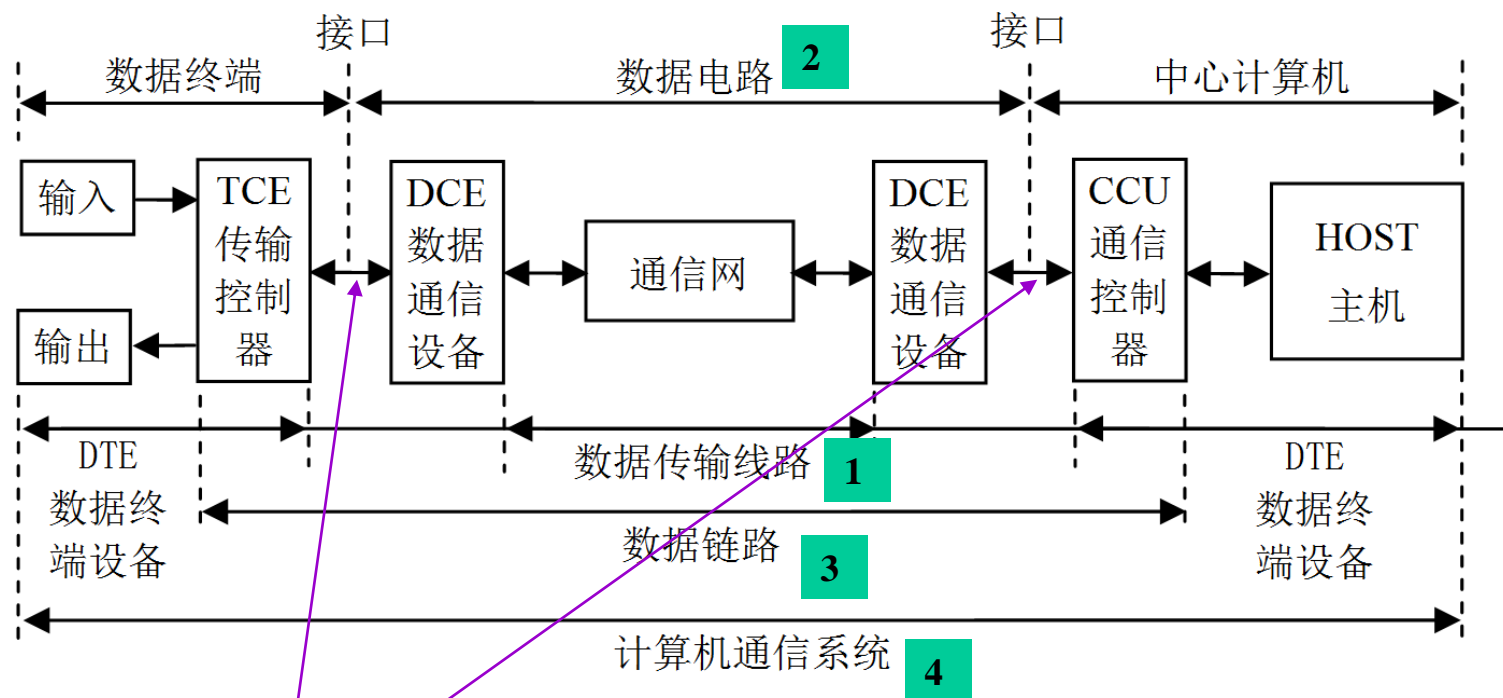 接口
接口
数据终端
数据电路 2
中心计算机
输入
输出
TCE
传输
控制
器
DCE
数据
通信
设备
通信网
DCE
数据
通信
设备
CCU
通信
控制
器
HOST
主机
DTE
数据终
端设备
数据传输线路 1
DTE
数据终
端设备
数据链路 3
计算机通信系统 4